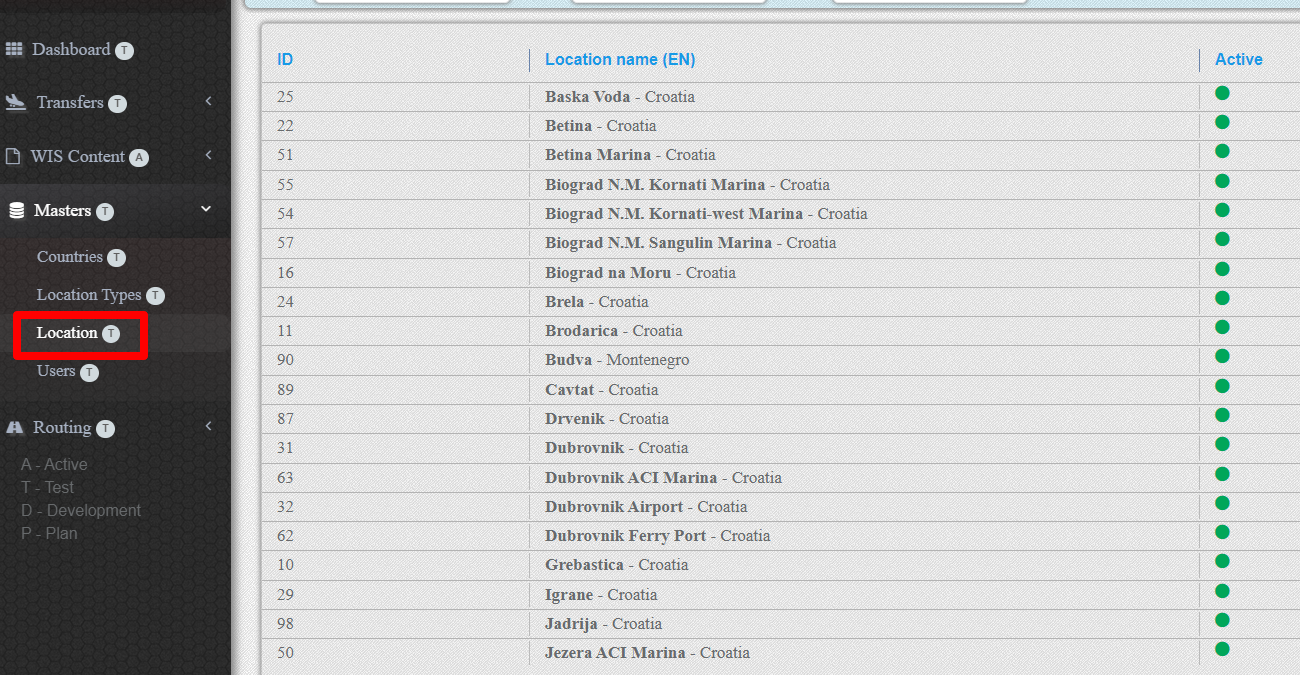 Dashboard T
Transfers T
WIS Content A
Masters T
Countries T
Location Types T
Location T
Users T
Routing T
A - Active
T - Test
D - Development
P - Plan
ID Location name (EN) Active
25 Baska Voda - Croatia
22 Betina - Croatia
51 Betina Marina - Croatia
55 Biograd N.M. Kornati Marina - Croatia
54 Biograd N.M. Kornati-west Marina - Croatia
57 Biograd N.M. Sangulin Marina - Croatia
16 Biograd na Moru - Croatia
24 Brela - Croatia
11 Brodarica - Croatia
90 Budva - Montenegro
89 Cavtat - Croatia
87 Drvenik - Croatia
31 Dubrovnik - Croatia
63 Dubrovnik ACI Marina - Croatia
32 Dubrovnik Airport - Croatia
62 Dubrovnik Ferry Port - Croatia
10 Grebastica - Croatia
29 Igrane - Croatia
98 Jadrija - Croatia
50 Jezera ACI Marina - Croatia